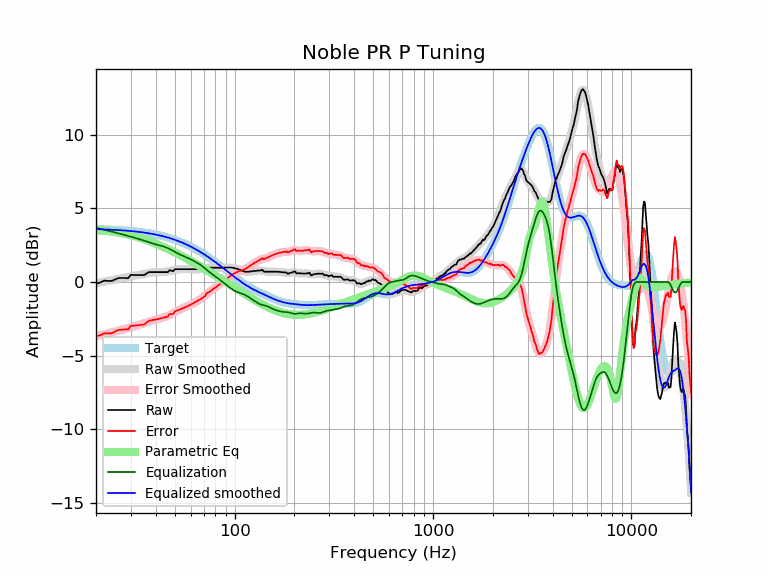 Noble PR P Tuning
Amplitude (dBr)
10
5
0
−5
−10
−15
Target
Raw Smoothed
Error Smoothed
Raw
Error
Parametric Eq
Equalization
Equalized smoothed
100
1000
10000
Frequency (Hz)